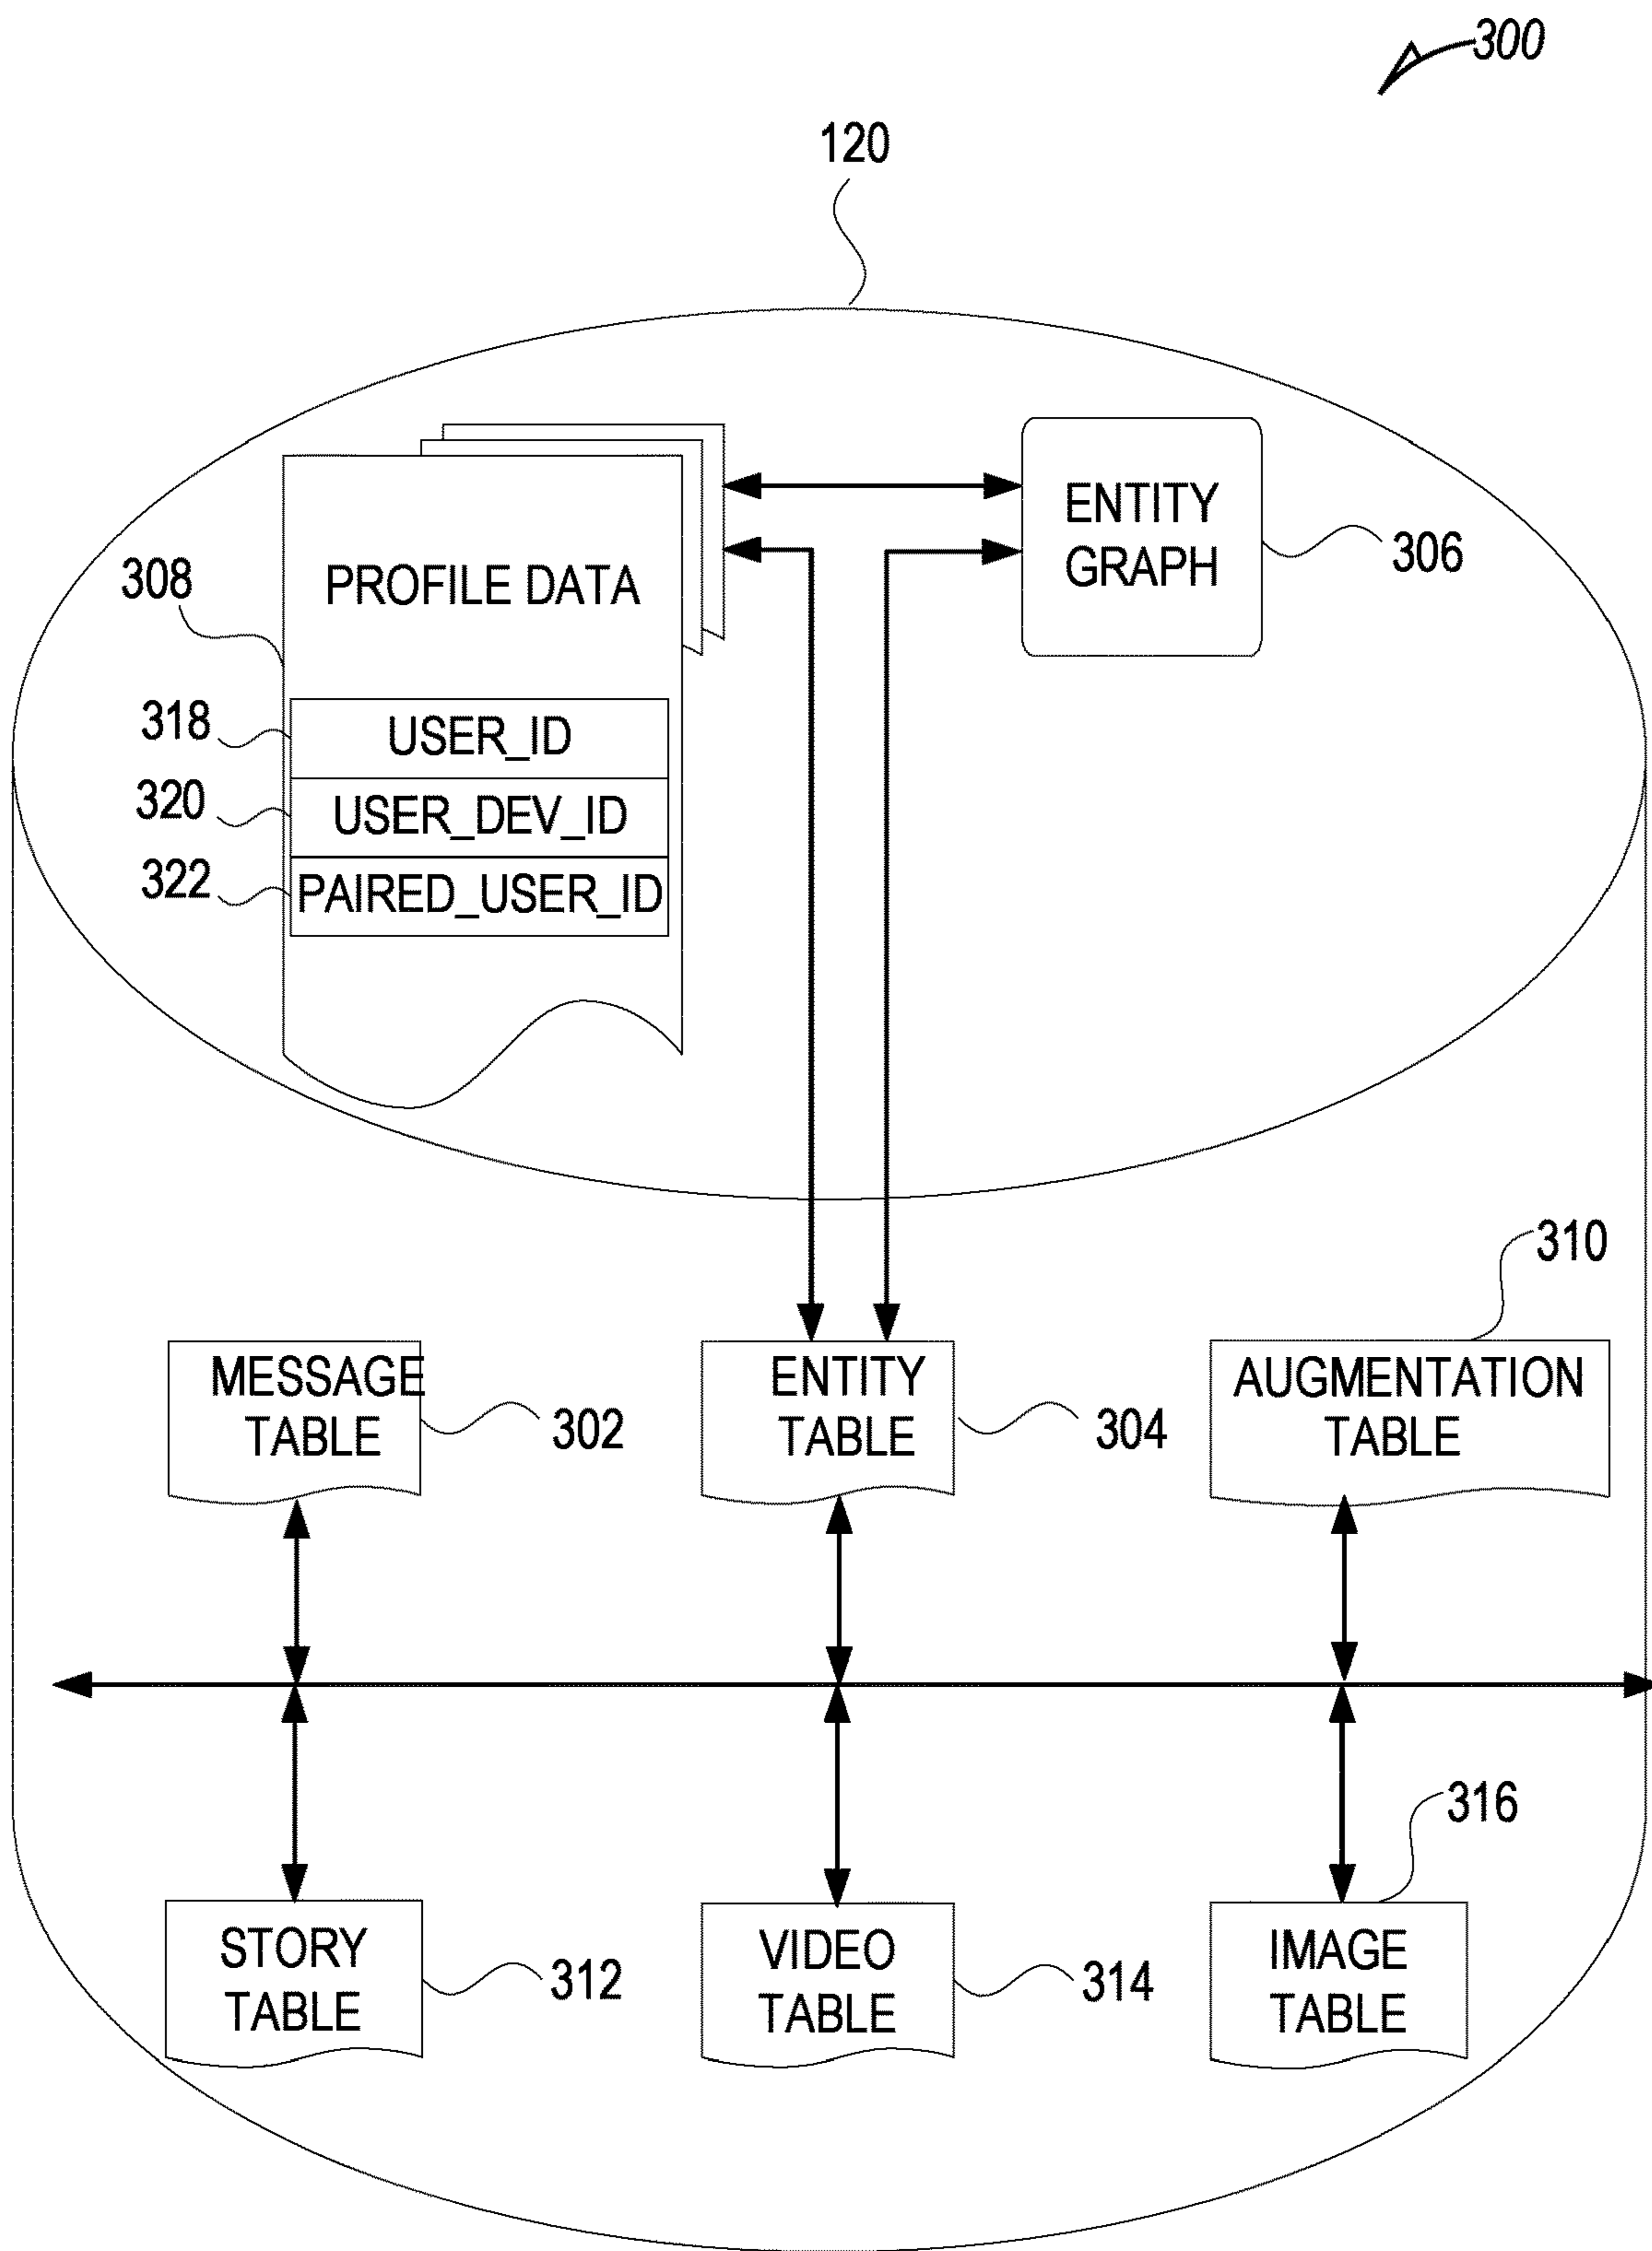 300
120
PROFILE DATA
ENTITY
GRAPH
306
308
318
USER_ID
320
USER_DEV_ID
322
PAIRED_USER_ID
310
MESSAGE
TABLE
302
ENTITY
TABLE
304
AUGMENTATION
TABLE
316
STORY
TABLE
312
VIDEO
TABLE
314
IMAGE
TABLE